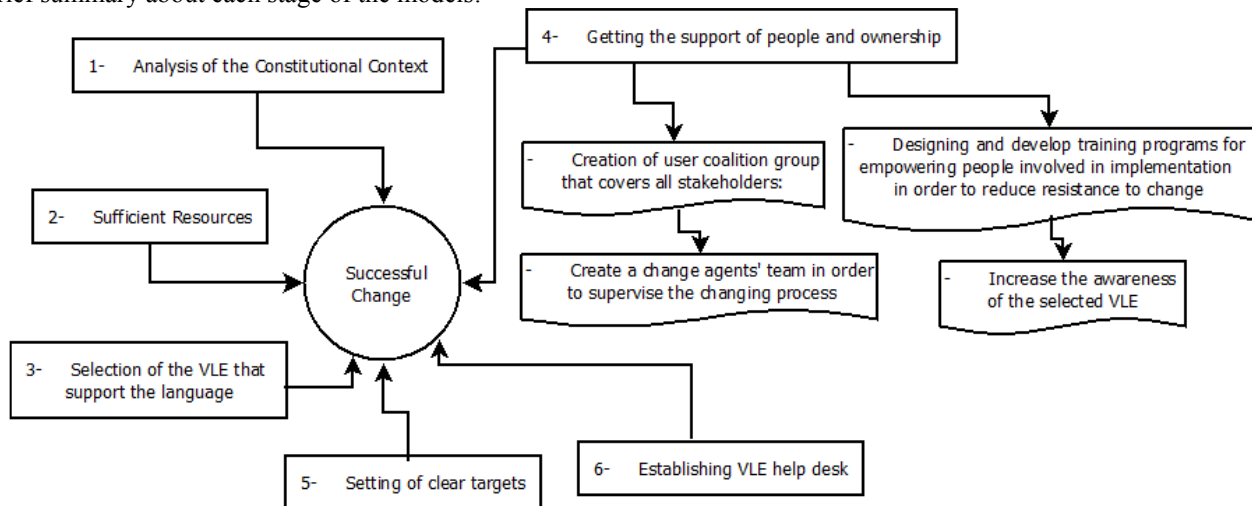 brief summary about each stage of the models.
4- Getting the support of people and ownership
1- Analysis of the Constitutional Context
- Creation of user coalition group
that covers all stakeholders:
- Designing and develop training programs for
empowering people involved in implementation
in order to reduce resistance to change
2- Sufficient Resources
Successful
Change
- Create a change agents' team in order
to supervise the changing process
- Increase the awareness
of the selected VLE
3- Selection of the VLE that
support the language
5- Setting of clear targets
6- Establishing VLE help desk